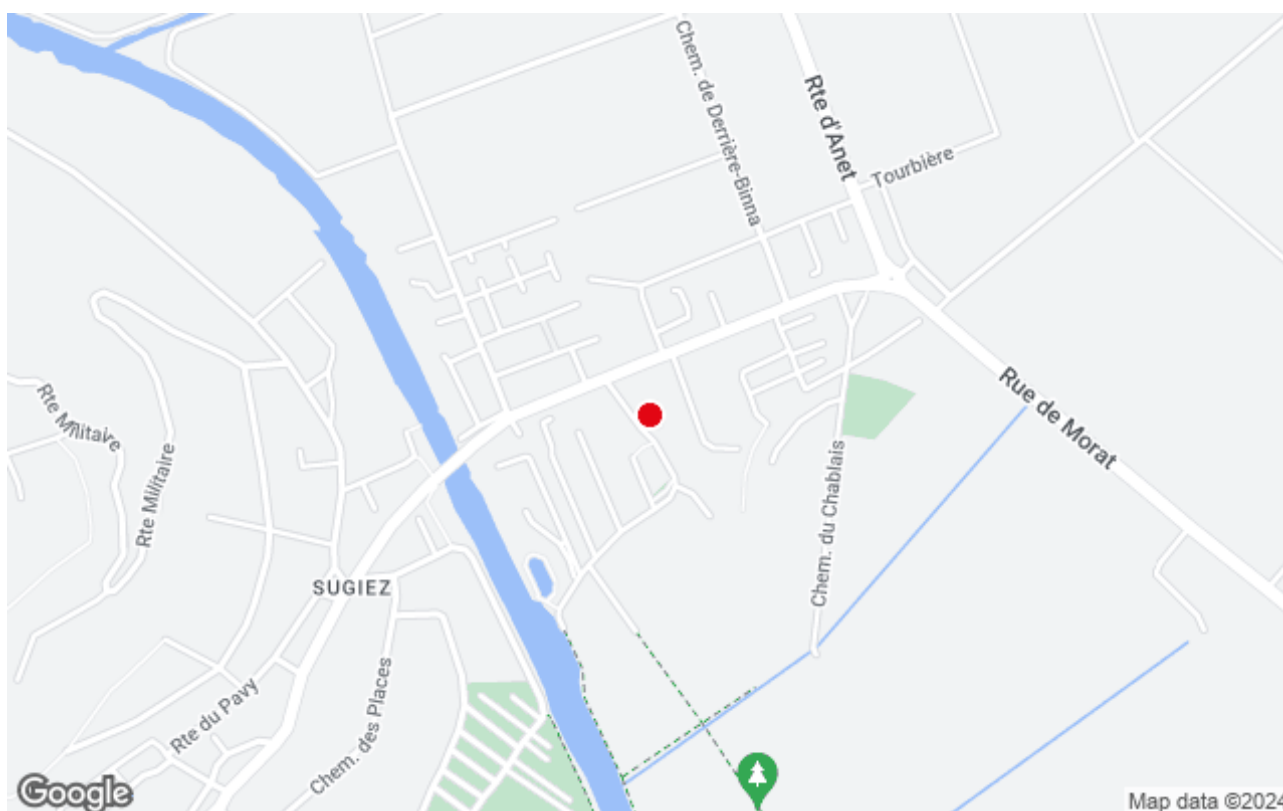 Chem. de Derrière-Binna
Rte d'Anet
Tourbière
Rue de Morat
Rte Militaire
Rte Militaire
Chem. du Chablais
SUGIEZ
Rte du Pavy
Chem. des Places
Google
Map data ©2024